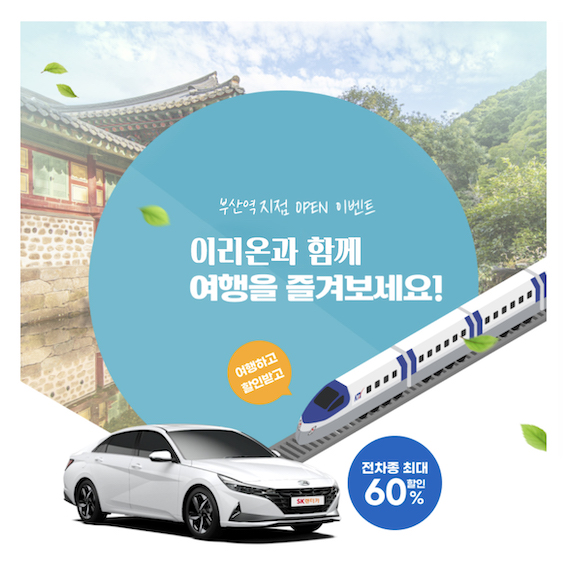 부산역 지점 OPEN 이벤트
이리온과 함께
여행을 즐겨보세요!
여행하고
할인받고
SK렌터카
전차종 최대
60% 할인